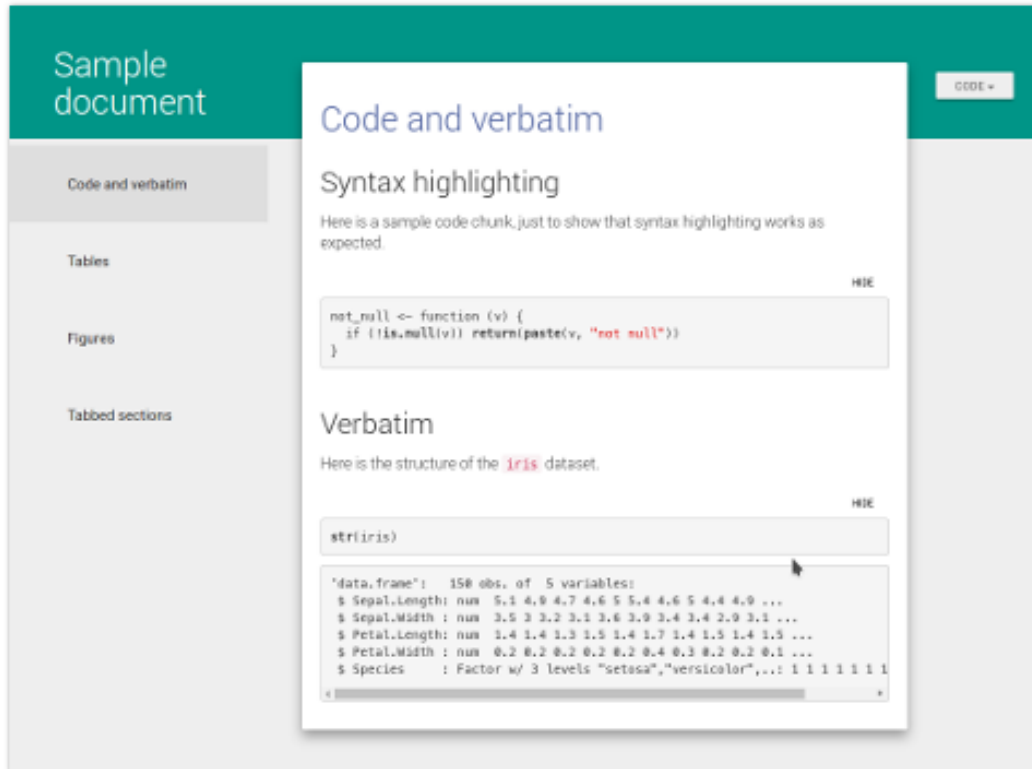 Sample
document
CODE
Code and verbatim
Tables
Figures
Tabbed sections
Code and verbatim
Syntax highlighting
Here is a sample code chunk, just to show that syntax highlighting works as
expected.
HIDE
not_null <- function (v) {
  if (!is.null(v)) return(paste(v, "not null"))
}
Verbatim
Here is the structure of the iris dataset.
HIDE
str(iris)
'data.frame':   150 obs. of  5 variables:
 $ Sepal.Length: num  5.1 4.9 4.7 4.6 5 5.4 4.6 5 4.4 4.9 ...
 $ Sepal.Width : num  3.5 3 3.2 3.1 3.6 3.9 3.4 3.4 2.9 3.1 ...
 $ Petal.Length: num  1.4 1.4 1.3 1.5 1.4 1.7 1.4 1.5 1.4 1.5 ...
 $ Petal.Width : num  0.2 0.2 0.2 0.2 0.2 0.4 0.3 0.2 0.2 0.1 ...
 $ Species     : Factor w/ 3 levels "setosa","versicolor",..: 1 1 1 1 1 1 1